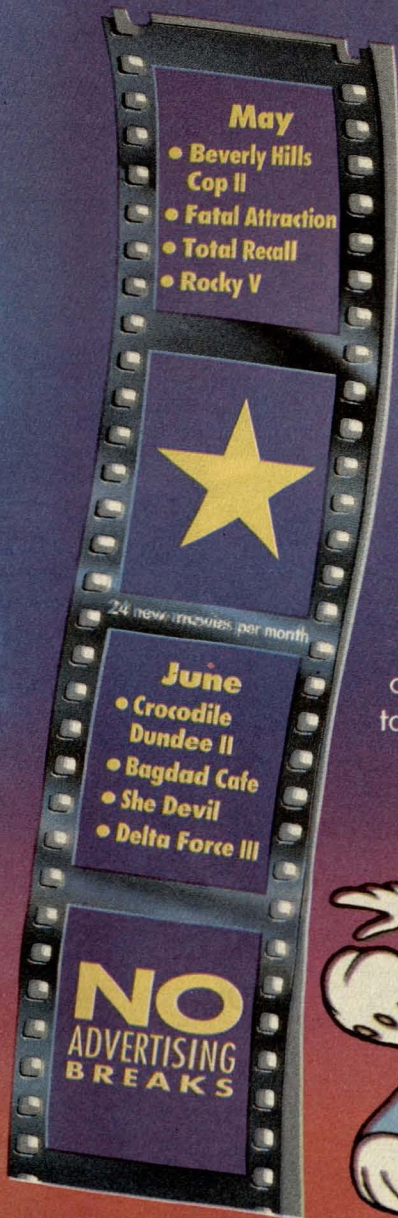 May
• Beverly Hills
Cop II
• Fatal Attraction
• Total Recall
• Rocky V
24 new movies per month
June
• Crocodile
Dundee II
• Bagdad Cafe
• She Devil
• Delta Force III
NO
ADVERTISING
BREAKS